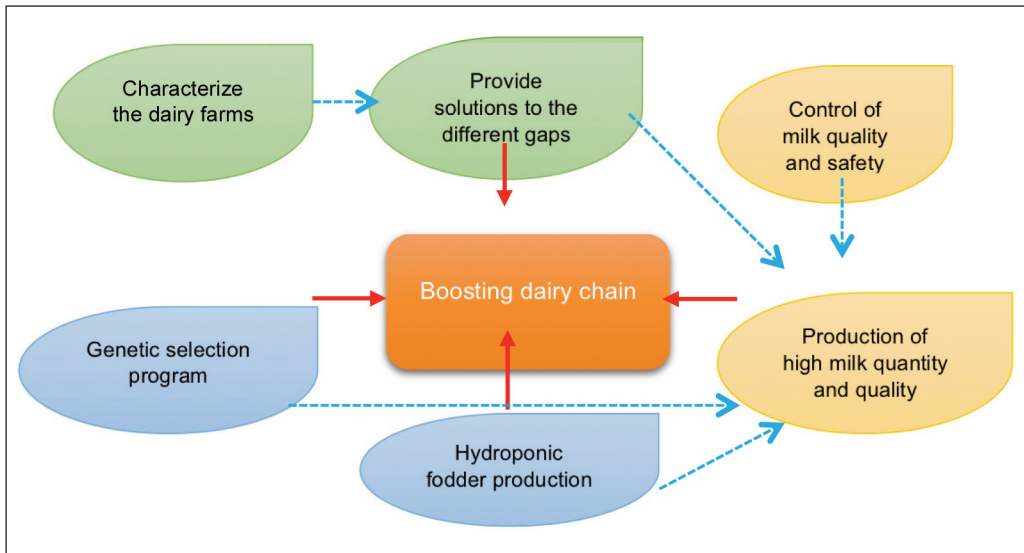 Characterize
the dairy farms
Provide
solutions to the
different gaps
Control of
milk quality
and safety
Boosting dairy chain
Genetic selection
program
Production of
high milk quantity
and quality
Hydroponic
fodder production